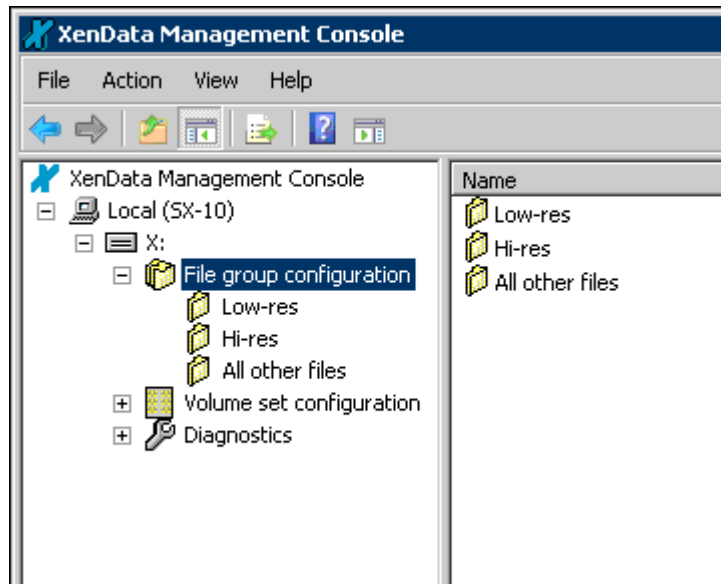 XenData Management Console
File Action View Help
XenData Management Console
Local (SX-10)
X:
File group configuration
Low-res
Hi-res
All other files
Volume set configuration
Diagnostics
Name
Low-res
Hi-res
All other files